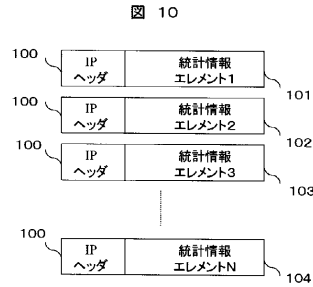 図 10
100
IP
ヘッダ
統計情報
エレメント1
101
100
IP
ヘッダ
統計情報
エレメント2
102
100
IP
ヘッダ
統計情報
エレメント3
103
100
IP
ヘッダ
統計情報
エレメントN
104